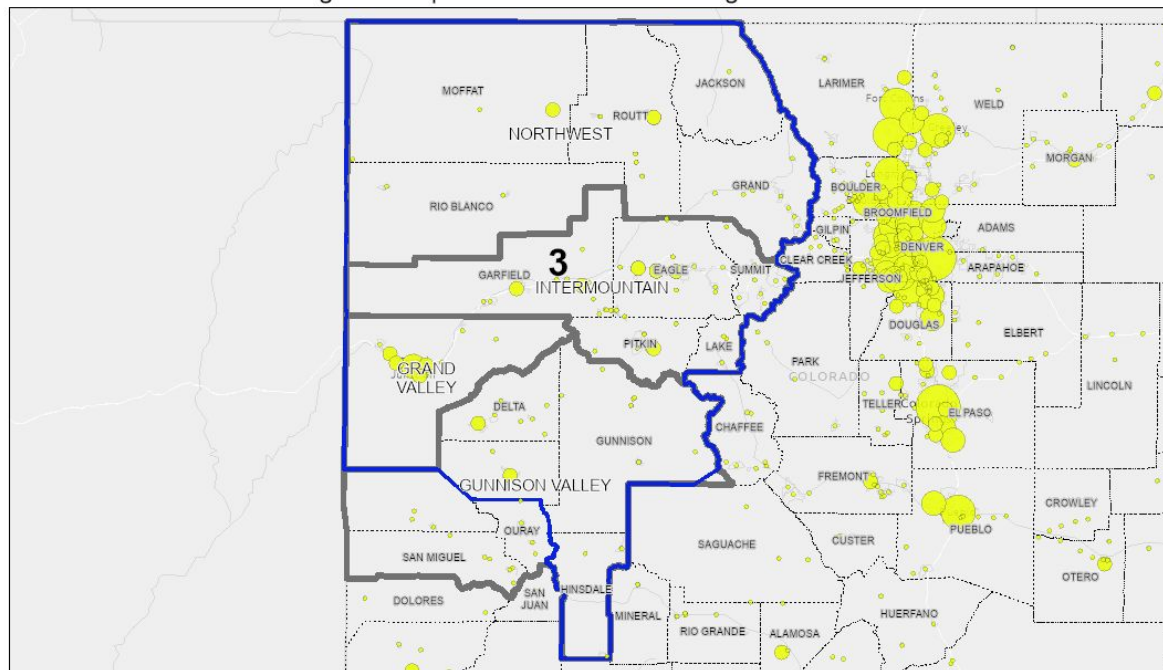 MOFFAT
JACKSON
LARIMER
WELD
ROUTT
NORTHWEST
MORGAN
GRAND
BOULDER
RIO BLANCO
BROOMFIELD
GILPIN
ADAMS
DENVER
CLEAR CREEK
3
GARFIELD
EAGLE
SUMMIT
JEFFERSON
ARAPAHOE
INTERMOUNTAIN
DOUGLAS
ELBERT
PITKIN
LAKE
PARK
GRAND
VALLEY
COLORADO
LINCOLN
DELTA
TELLER
EL PASO
CHAFFEE
GUNNISON
FREMONT
GUNNISON VALLEY
CROWLEY
PUEBLO
OURAY
SAGUACHE
CUSTER
SAN MIGUEL
OTERO
DOLORES
SAN
JUAN
HINSDALE
MINERAL
HUERFANO
RIO GRANDE
ALAMOSA